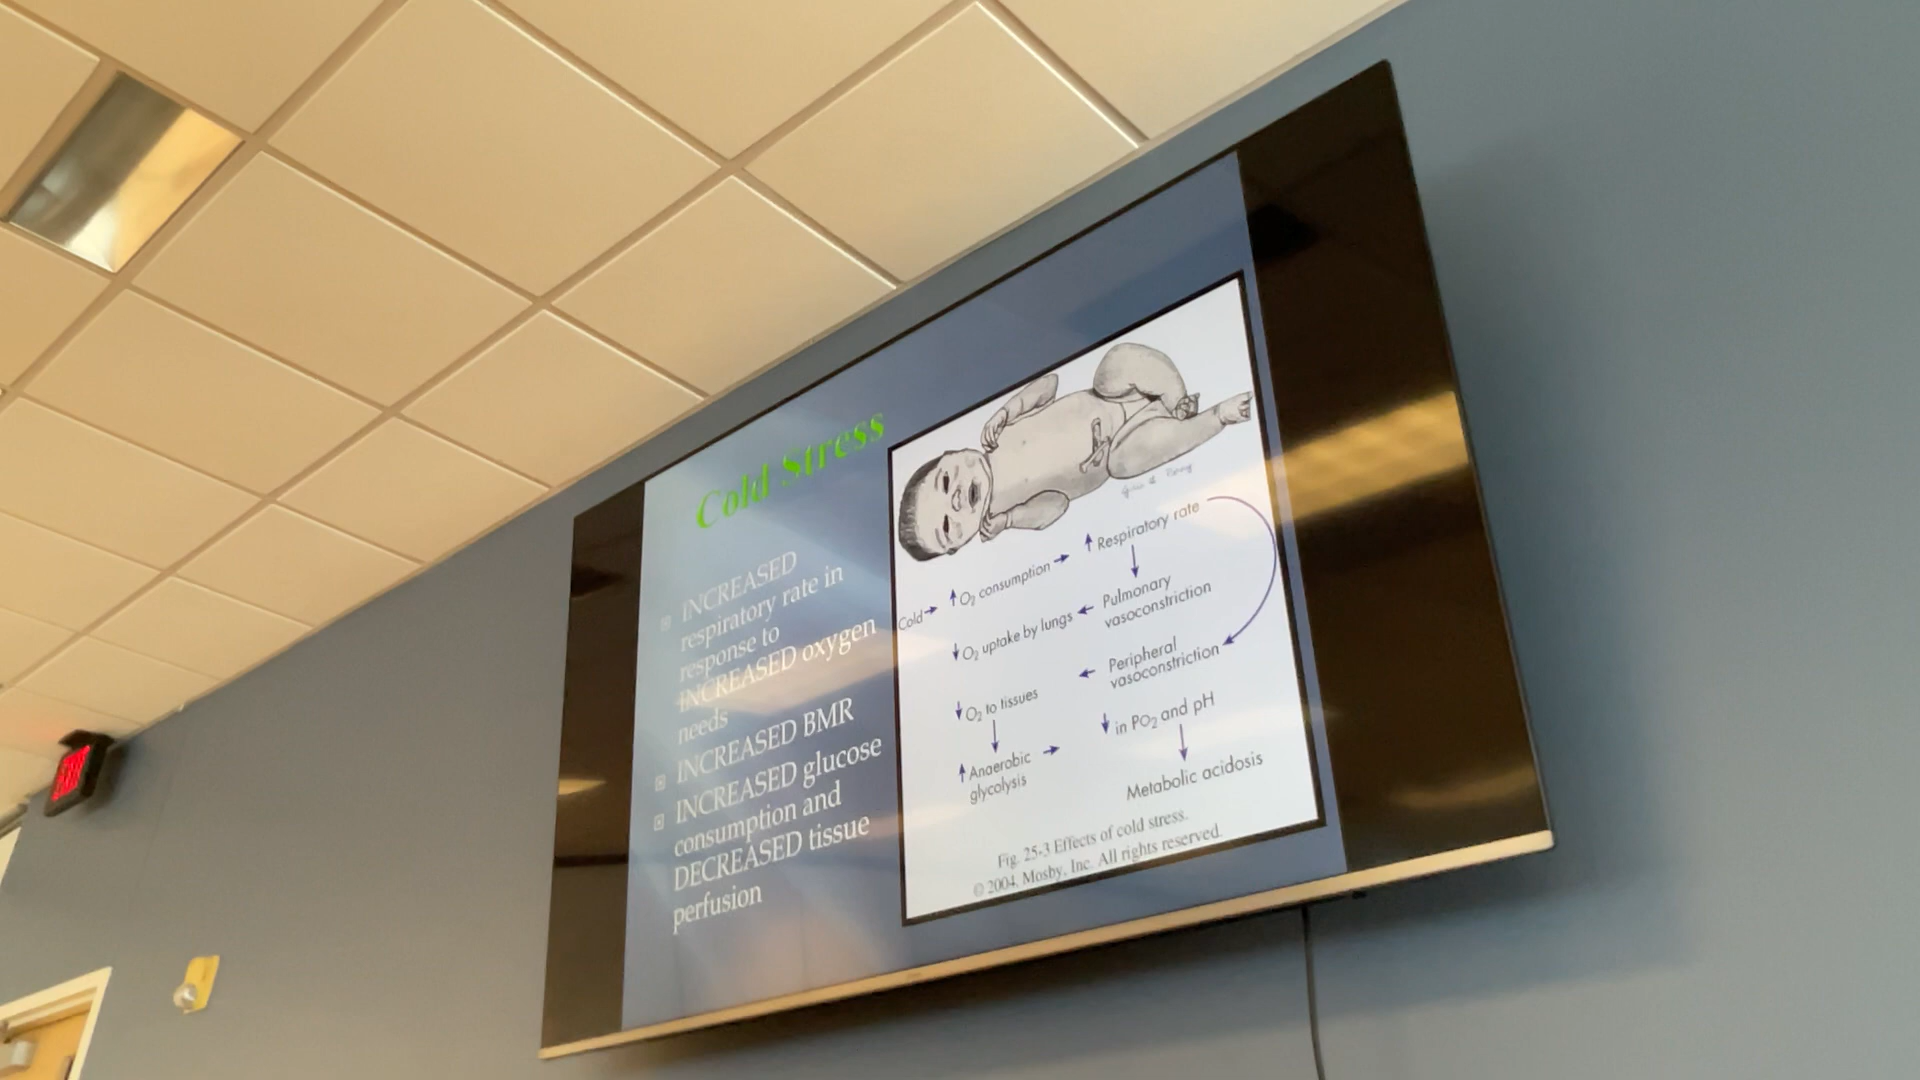 Cold Stress
INCREASED
respiratory rate in
response to
INCREASED oxygen
needs
INCREASED BMR
INCREASED glucose
consumption and
DECREASED tissue
perfusion
↑ Respiratory rate
Cold → ↑ O₂ consumption →
Pulmonary
vasoconstriction
↓ O₂ uptake by lungs ←
Peripheral
vasoconstriction
←
↓ O₂ to tissues
↓ in PO₂ and pH
↑ Anaerobic →
glycolysis
Metabolic acidosis
Fig. 25-3 Effects of cold stress.
© 2004, Mosby, Inc. All rights reserved.